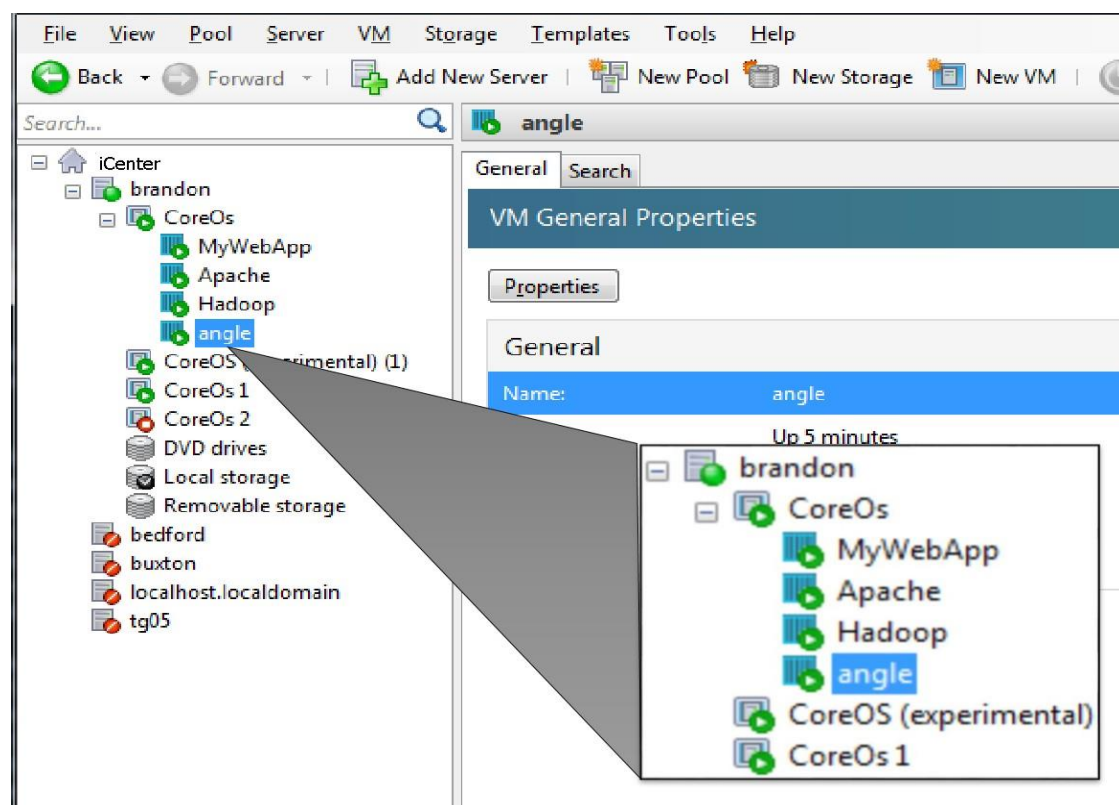 File View Pool Server VM Storage Templates Tools Help
Back Forward Add New Server New Pool New Storage New VM
Search...
angle
iCenter
brandon
CoreOs
MyWebApp
Apache
Hadoop
angle
CoreOS ( rimental) (1)
CoreOs 1
CoreOs 2
DVD drives
Local storage
Removable storage
bedford
buxton
localhost.localdomain
tg05
General Search
VM General Properties
Properties
General
Name: angle
Up 5 minutes
brandon
CoreOs
MyWebApp
Apache
Hadoop
angle
CoreOS (experimental)
CoreOs 1